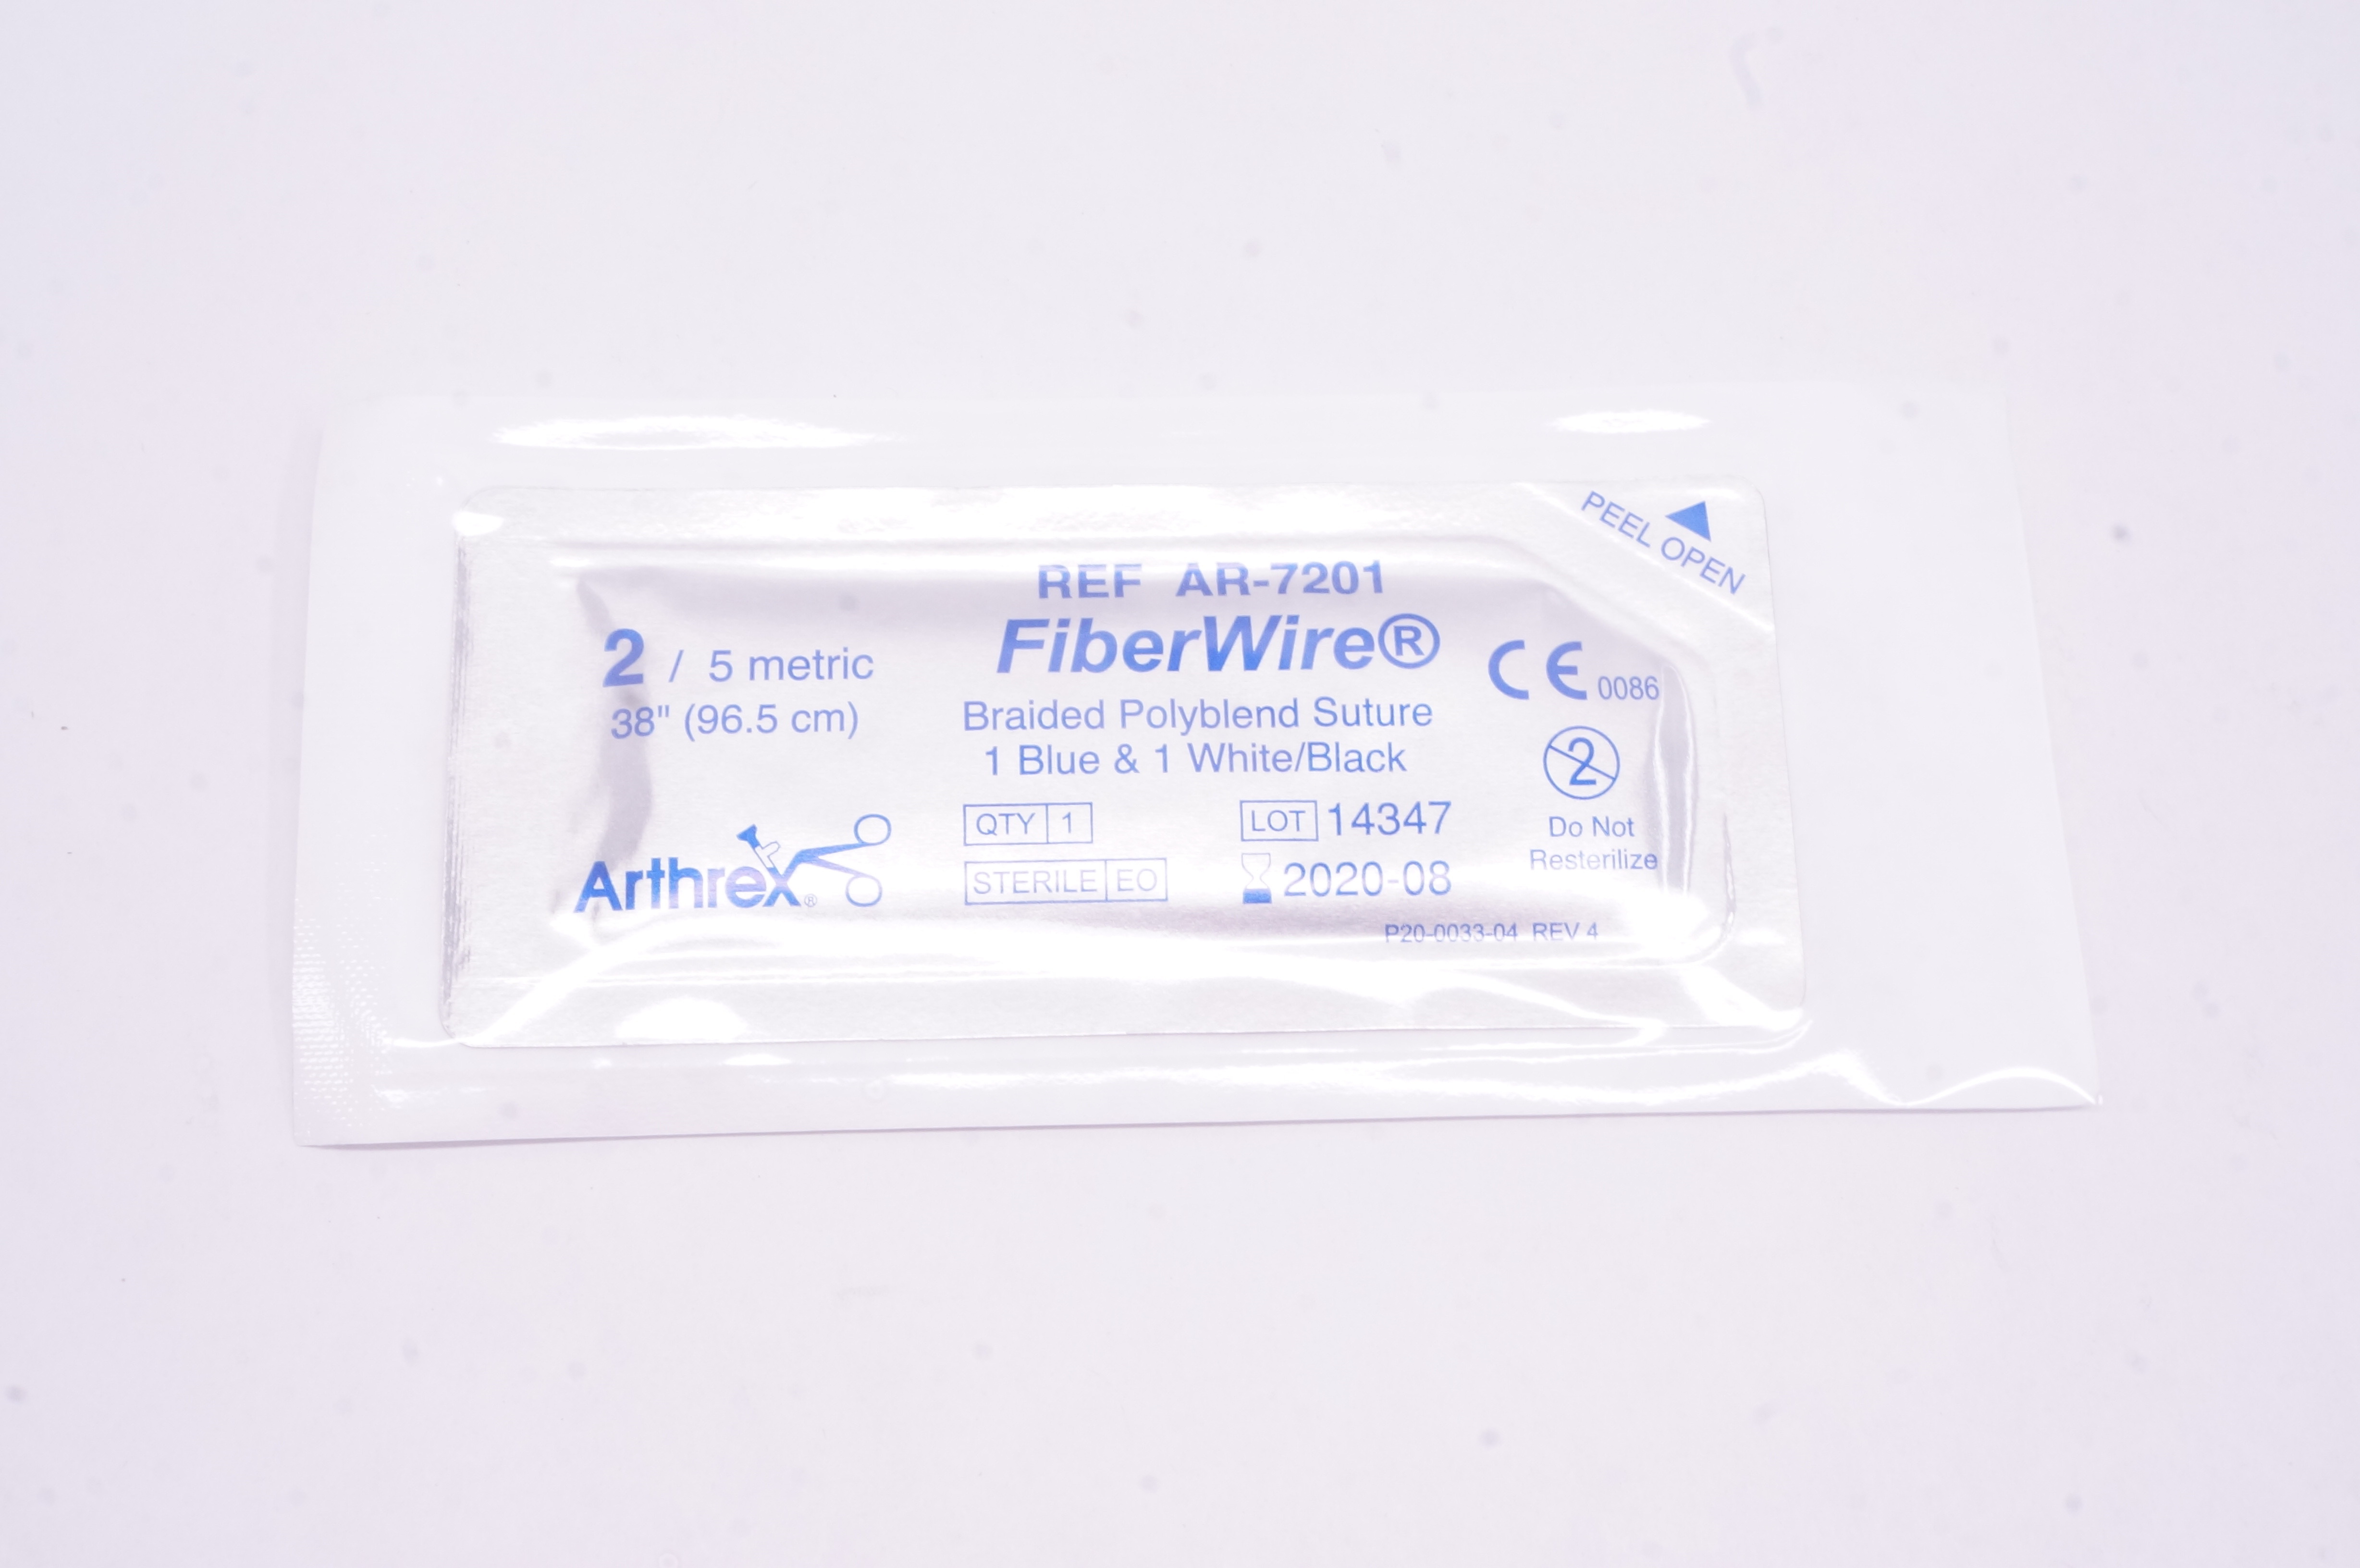 PEEL OPEN
REF AR-7201
FiberWire®
2 / 5 metric
38" (96.5 cm)
Braided Polyblend Suture
1 Blue & 1 White/Black
CE 0086
2
Do Not
Resterilize
QTY 1
LOT 14347
STERILE EO
2020-08
Arthrex®
P20-0033-04 REV 4